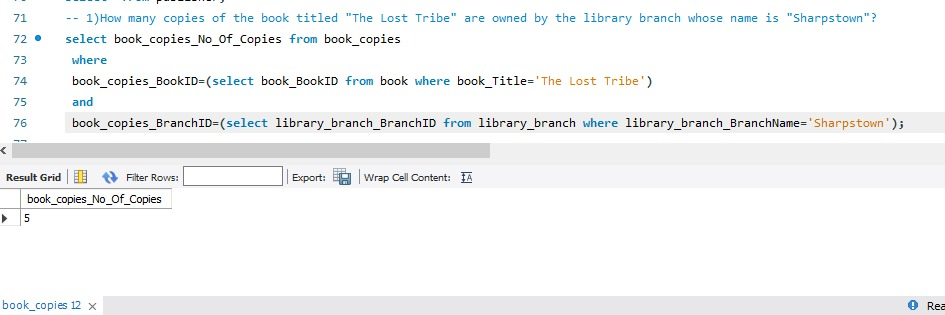 71 -- 1)How many copies of the book titled "The Lost Tribe" are owned by the library branch whose name is "Sharpstown"?
72 select book_copies_No_Of_Copies from book_copies
73 where
74 book_copies_BookID=(select book_BookID from book where book_Title='The Lost Tribe')
75 and
76 book_copies_BranchID=(select library_branch_BranchID from library_branch where library_branch_BranchName='Sharpstown');
Result Grid Filter Rows: Export: Wrap Cell Content:
book_copies_No_Of_Copies
5
book_copies 12 × Rea